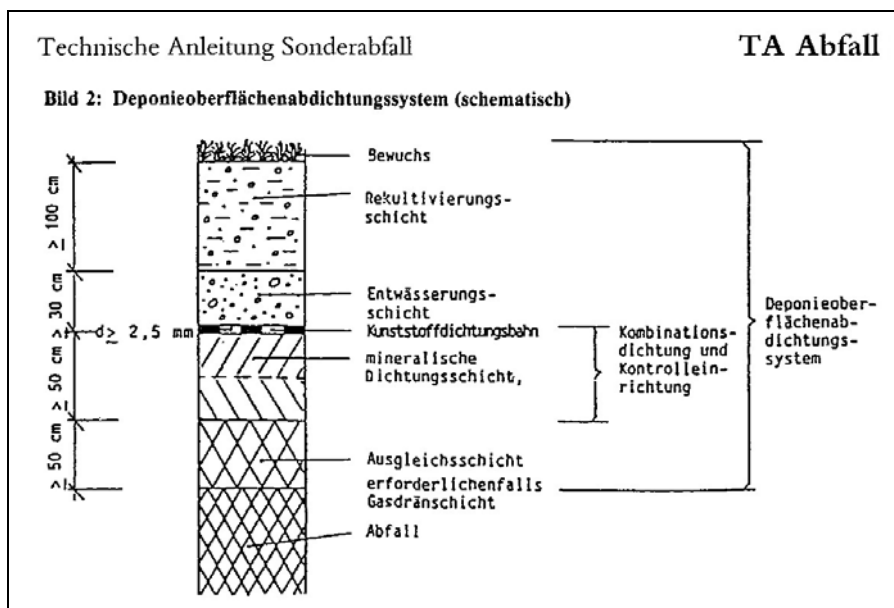 Technische Anleitung Sonderabfall
TA Abfall
Bild 2: Deponieoberflächenabdichtungssystem (schematisch)
Bewuchs
Rekultivierungs-
schicht
Entwässerungs-
schicht
Kunststoffdichtungsbahn
mineralische
Dichtungsschicht,
Ausgleichsschicht
erforderlichenfalls
Gasdränschicht
Abfall
≥ 100 cm
≥ 30 cm
d ≥ 2,5 mm
≥ 50 cm
≥ 50 cm
Kombinations-
dichtung und
Kontrollein-
richtung
Deponieober-
flächenab-
dichtungs-
system